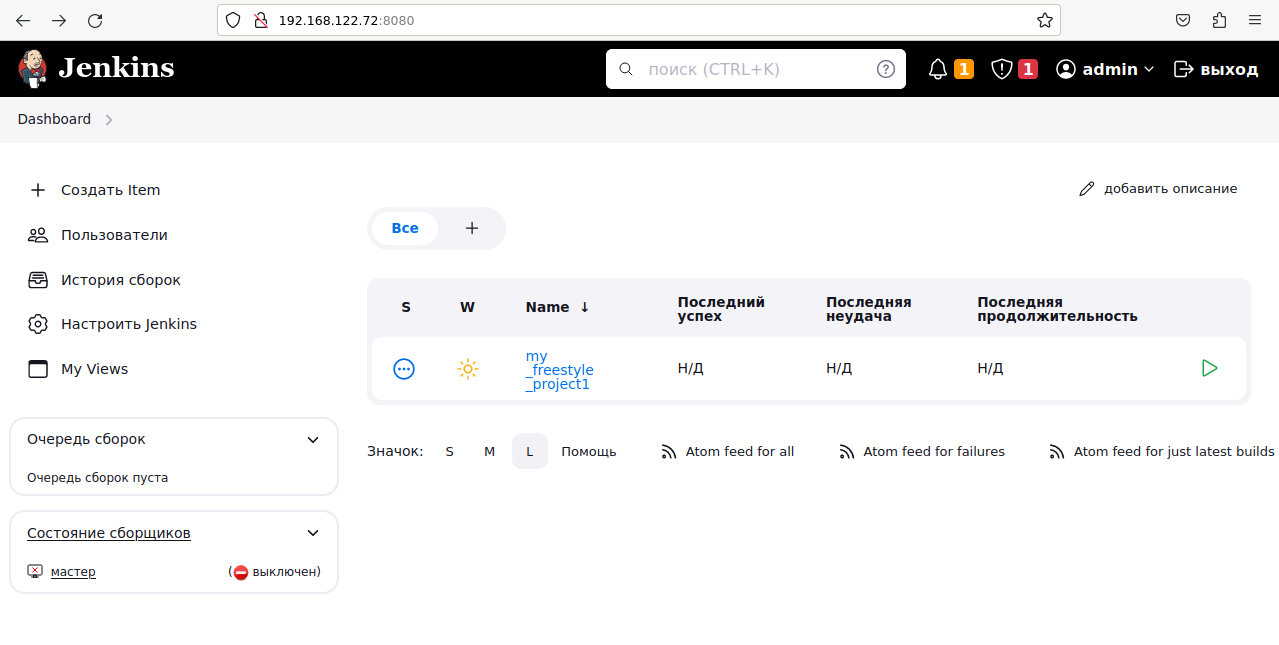 192.168.122.72:8080
Jenkins
поиск (CTRL+K)
1
1
admin
выход
Dashboard
Создать Item
Пользователи
История сборок
Настроить Jenkins
My Views
Очередь сборок
Очередь сборок пуста
Состояние сборщиков
мастер
( выключен)
добавить описание
Все
S
W
Name ↓
Последний
успех
Последняя
неудача
Последняя
продолжительность
my
_freestyle
_project1
Н/Д
Н/Д
Н/Д
Значок:
S
M
L
Помощь
Atom feed for all
Atom feed for failures
Atom feed for just latest builds